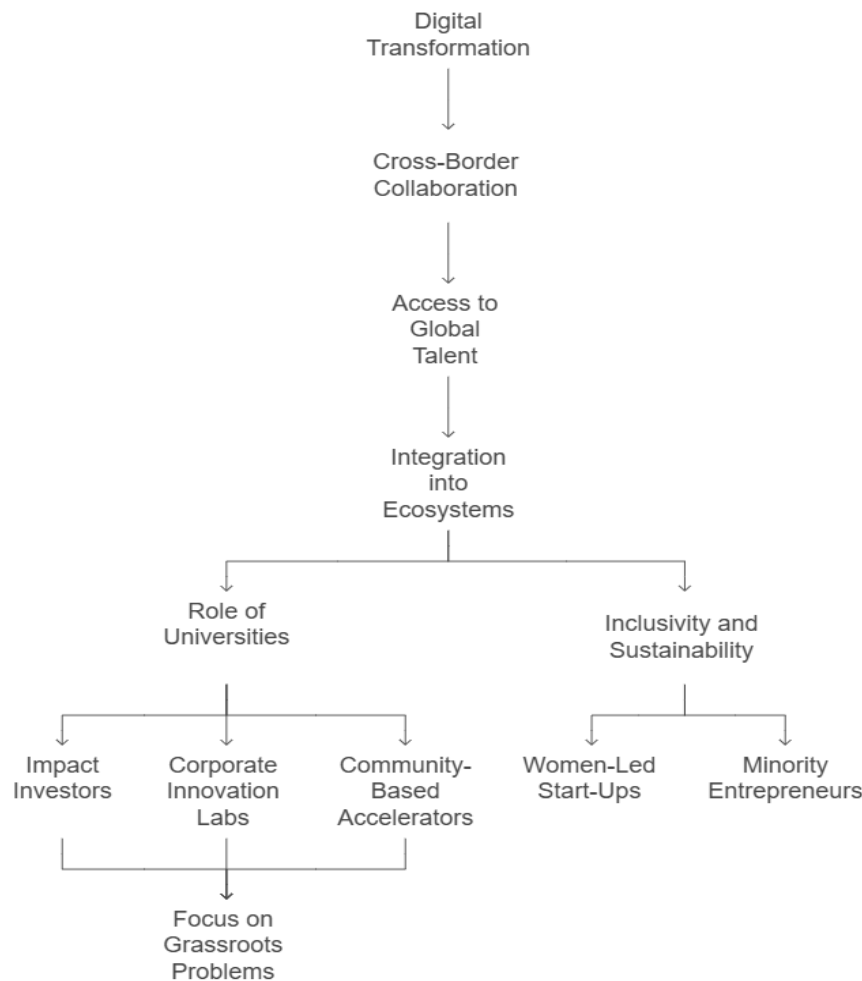 Digital
Transformation
Cross-Border
Collaboration
Access to
Global
Talent
Integration
into
Ecosystems
Role of
Universities
Inclusivity and
Sustainability
Impact
Investors
Corporate
Innovation
Labs
Community-
Based
Accelerators
Women-Led
Start-Ups
Minority
Entrepreneurs
Focus on
Grassroots
Problems